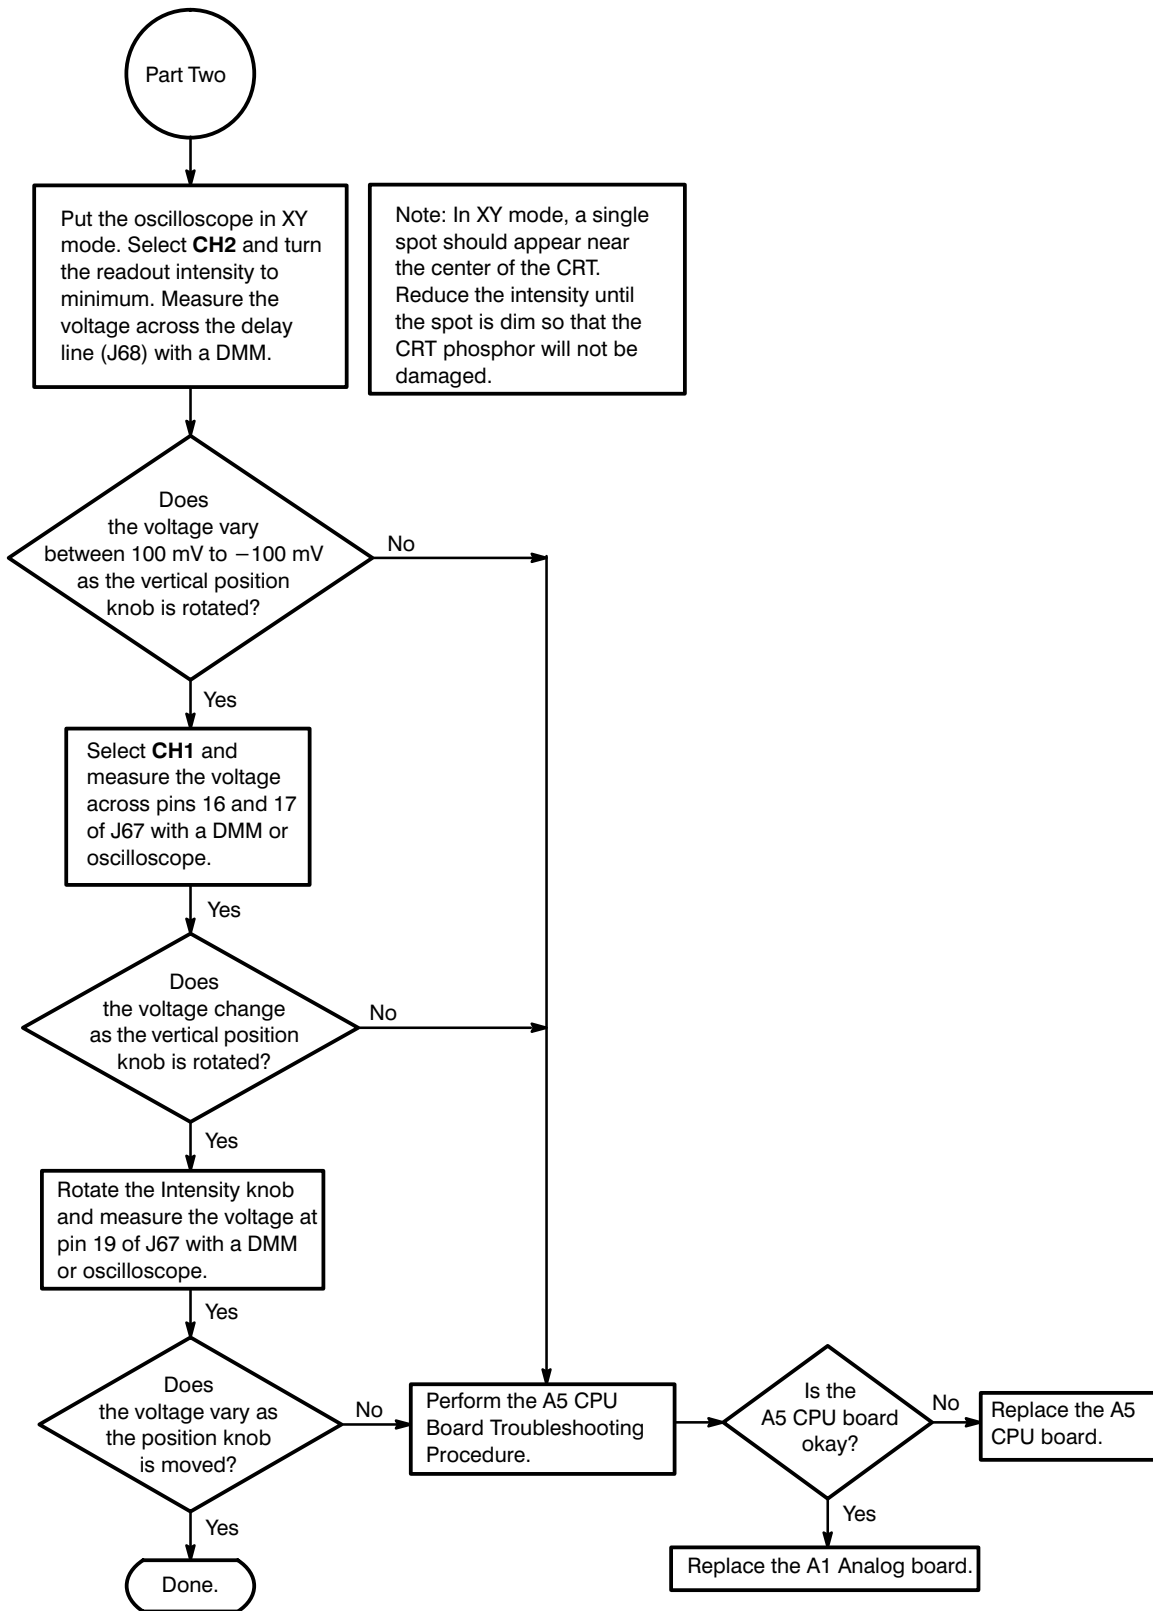 Part Two
Put the oscilloscope in XY
mode. Select CH2 and turn
the readout intensity to
minimum. Measure the
voltage across the delay
line (J68) with a DMM.
Note: In XY mode, a single
spot should appear near
the center of the CRT.
Reduce the intensity until
the spot is dim so that the
CRT phosphor will not be
damaged.
Does
the voltage vary
between 100 mV to −100 mV
as the vertical position
knob is rotated?
No
Yes
Select CH1 and
measure the voltage
across pins 16 and 17
of J67 with a DMM or
oscilloscope.
Yes
Does
the voltage change
as the vertical position
knob is rotated?
No
Yes
Rotate the Intensity knob
and measure the voltage at
pin 19 of J67 with a DMM
or oscilloscope.
Yes
Does
the voltage vary as
the position knob
is moved?
No
Yes
Done.
Perform the A5 CPU
Board Troubleshooting
Procedure.
Is the
A5 CPU board
okay?
No
Replace the A5
CPU board.
Yes
Replace the A1 Analog board.